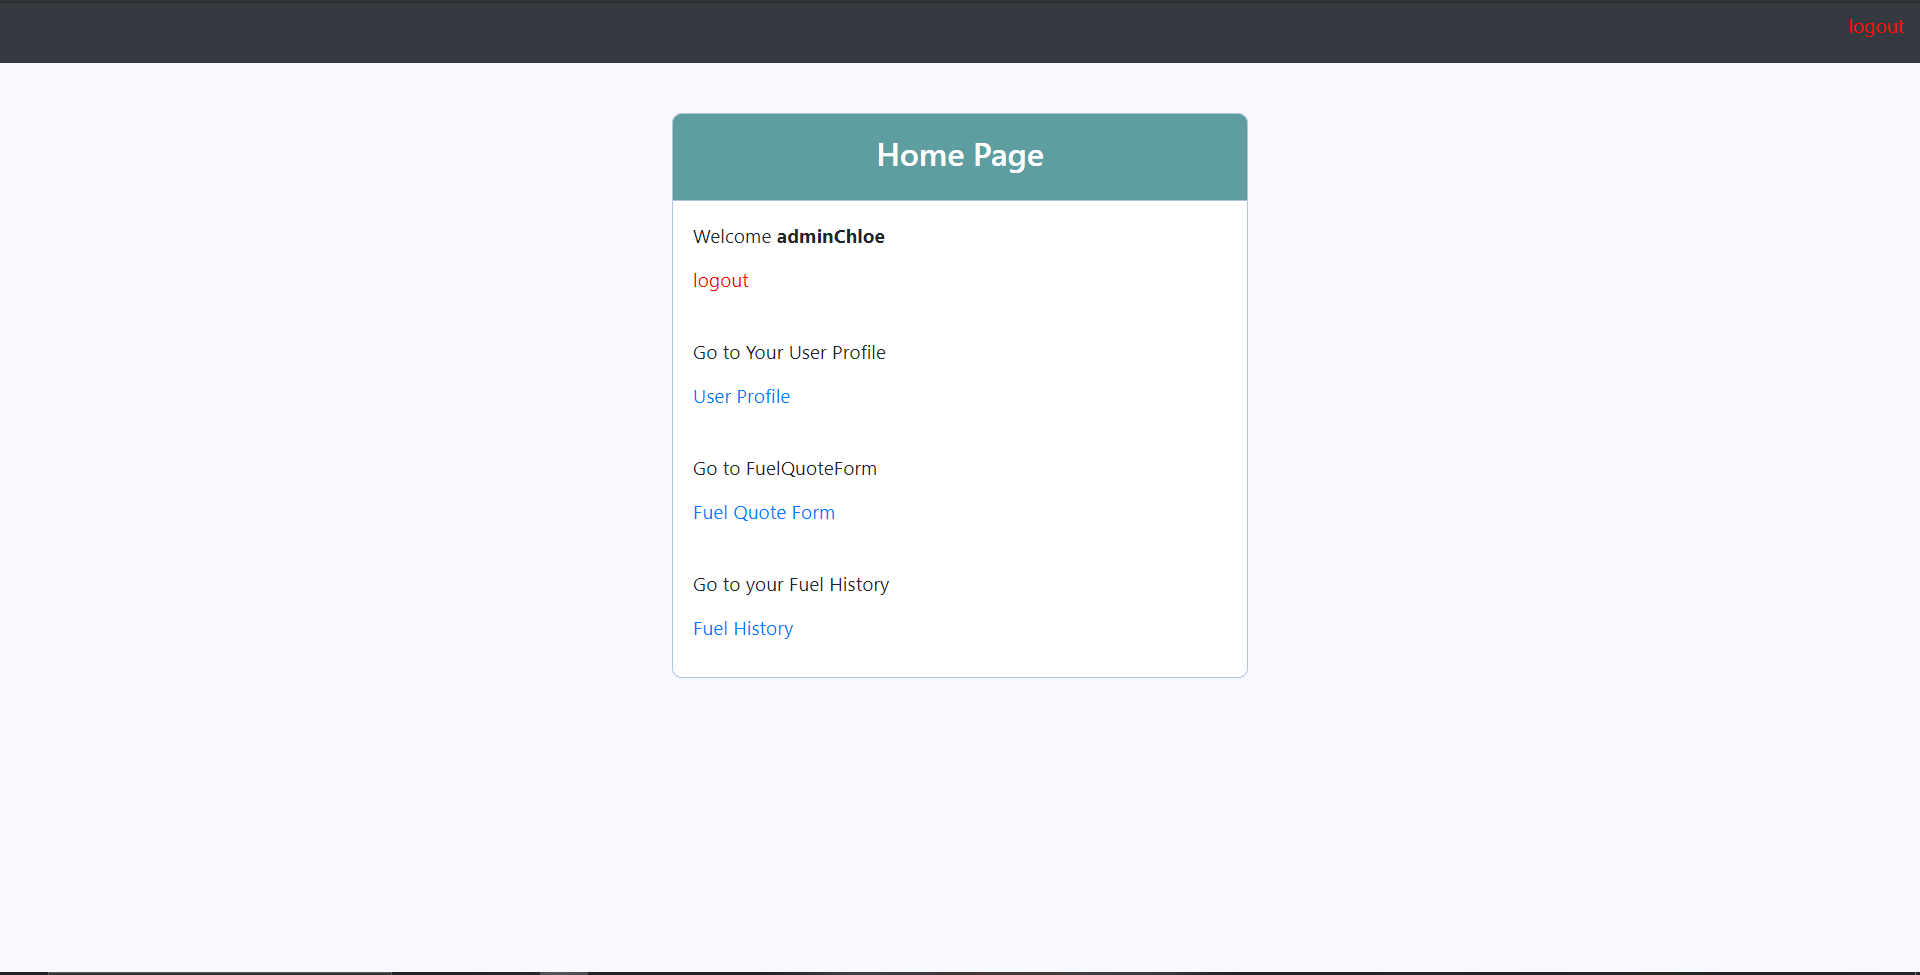 logout
Home Page
Welcome adminChloe
logout
Go to Your User Profile
User Profile
Go to FuelQuoteForm
Fuel Quote Form
Go to your Fuel History
Fuel History